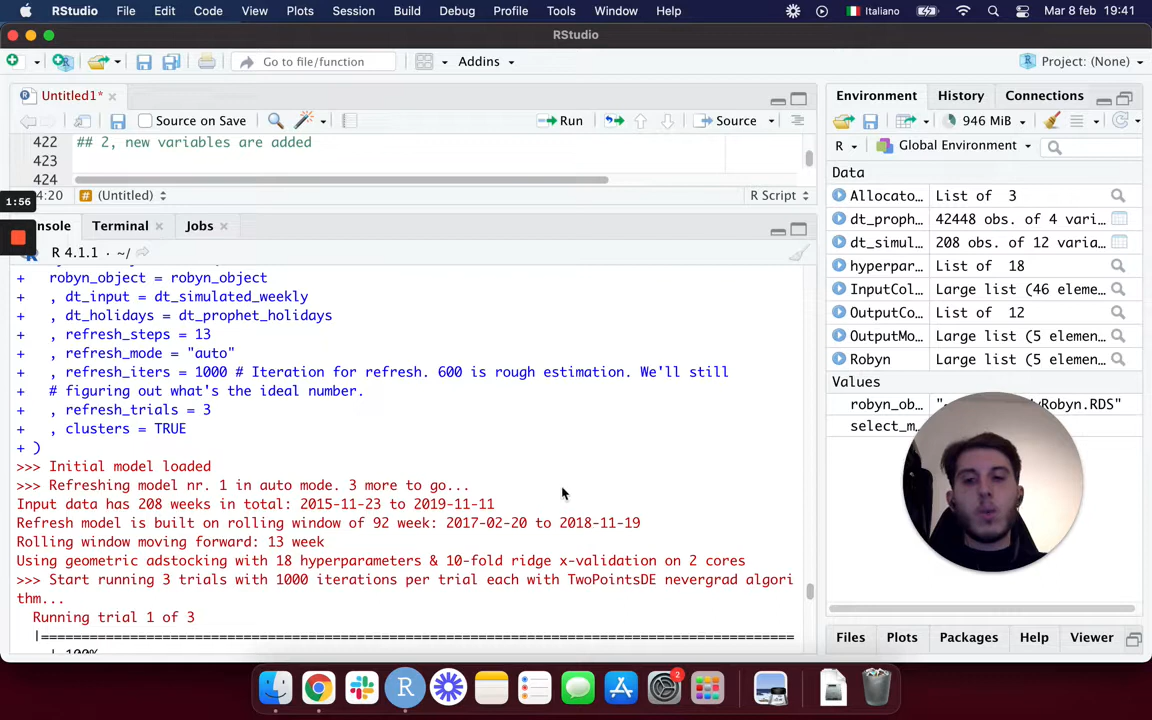 RStudio File Edit Code View Plots Session Build Debug Profile Tools Window Help Italiano Mar 8 feb 19:41
RStudio
Go to file/function Addins Project: (None)
Untitled1*
Source on Save Run Source
422 ## 2, new variables are added
423
424
4:20 (Untitled) R Script
1:56
nsole Terminal Jobs
R 4.1.1 · ~/
+ robyn_object = robyn_object
+ , dt_input = dt_simulated_weekly
+ , dt_holidays = dt_prophet_holidays
+ , refresh_steps = 13
+ , refresh_mode = "auto"
+ , refresh_iters = 1000 # Iteration for refresh. 600 is rough estimation. We'll still
+ # figuring out what's the ideal number.
+ , refresh_trials = 3
+ , clusters = TRUE
+ )
>>> Initial model loaded
>>> Refreshing model nr. 1 in auto mode. 3 more to go...
Input data has 208 weeks in total: 2015-11-23 to 2019-11-11
Refresh model is built on rolling window of 92 week: 2017-02-20 to 2018-11-19
Rolling window moving forward: 13 week
Using geometric adstocking with 18 hyperparameters & 10-fold ridge x-validation on 2 cores
>>> Start running 3 trials with 1000 iterations per trial each with TwoPointsDE nevergrad algori
thm...
Running trial 1 of 3
|==============================================================================================
| 100%
Environment History Connections
946 MiB
R Global Environment
Data
Allocato… List of 3
dt_proph… 42448 obs. of 4 vari…
dt_simul… 208 obs. of 12 varia…
hyperpar… List of 18
InputCol… Large list (46 eleme…
OutputCo… List of 12
OutputMo… Large list (5 elemen…
Robyn Large list (5 elemen…
Values
robyn_ob… yRobyn.RDS"
select_m…
Files Plots Packages Help Viewer
R 2